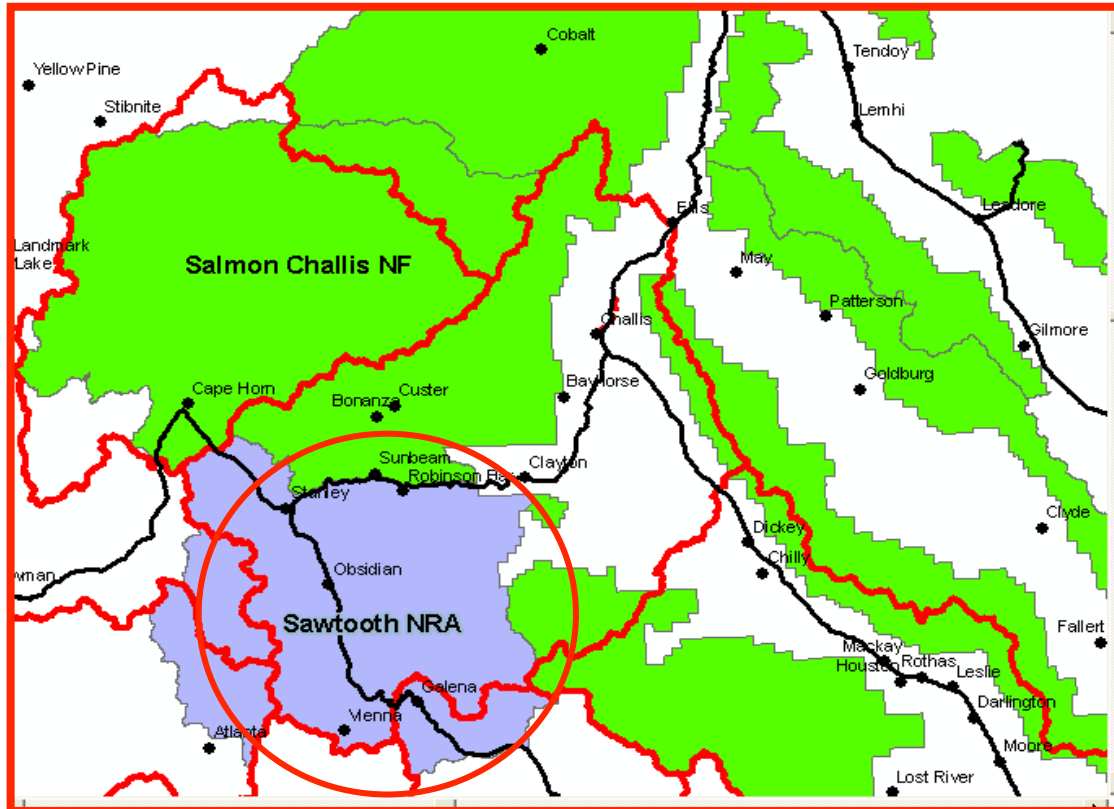 Cobalt
Tendoy
Yellow Pine
Stibnite
Lemhi
Leadore
Ellis
Landmark
Lake
Salmon Challis NF
May
Patterson
Challis
Gilmore
Cape Horn
Custer
Bonanza
Bayhorse
Goldburg
Sunbeam
Robinson Bar
Clayton
Stanley
Clyde
Dickey
Chilly
wman
Obsidian
Sawtooth NRA
Fallert
Mackay
Houston
Rothas
Leslie
Galena
Darlington
Vienna
Atlanta
Moore
Lost River